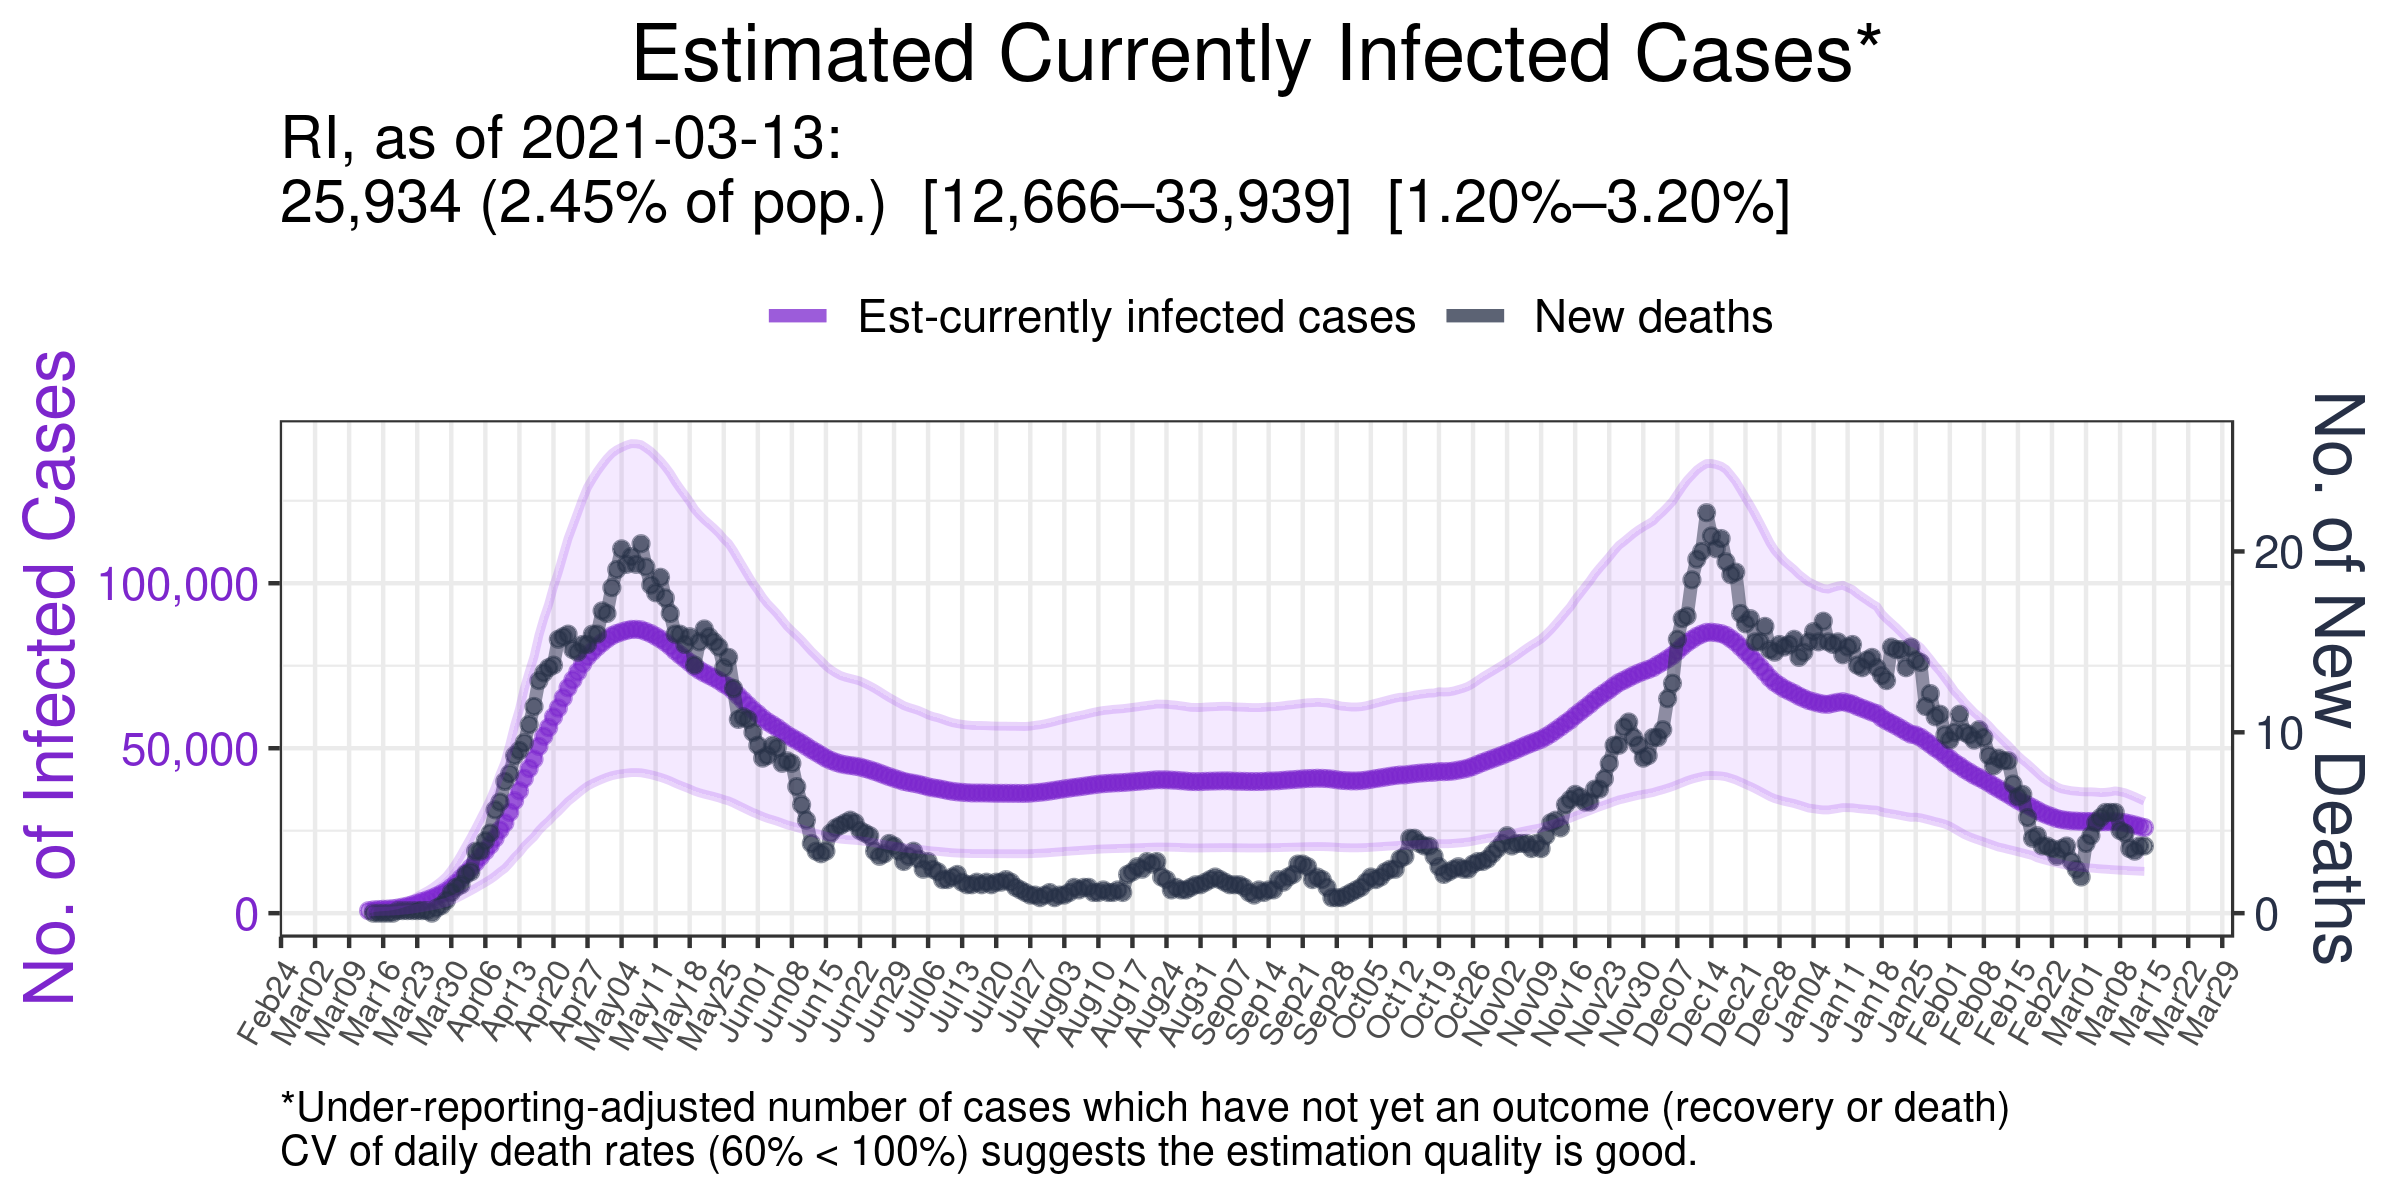 Estimated Currently Infected Cases*
RI, as of 2021-03-13:
25,934 (2.45% of pop.)  [12,666–33,939]  [1.20%–3.20%]
Est-currently infected cases
New deaths
No. of Infected Cases
100,000
50,000
0
20
10
0
No. of New Deaths
Feb24
Mar02
Mar09
Mar16
Mar23
Mar30
Apr06
Apr13
Apr20
Apr27
May04
May11
May18
May25
Jun01
Jun08
Jun15
Jun22
Jun29
Jul06
Jul13
Jul20
Jul27
Aug03
Aug10
Aug17
Aug24
Aug31
Sep07
Sep14
Sep21
Sep28
Oct05
Oct12
Oct19
Oct26
Nov02
Nov09
Nov16
Nov23
Nov30
Dec07
Dec14
Dec21
Dec28
Jan04
Jan11
Jan18
Jan25
Feb01
Feb08
Feb15
Feb22
Mar01
Mar08
Mar15
Mar22
Mar29
*Under-reporting-adjusted number of cases which have not yet an outcome (recovery or death)
CV of daily death rates (60% < 100%) suggests the estimation quality is good.